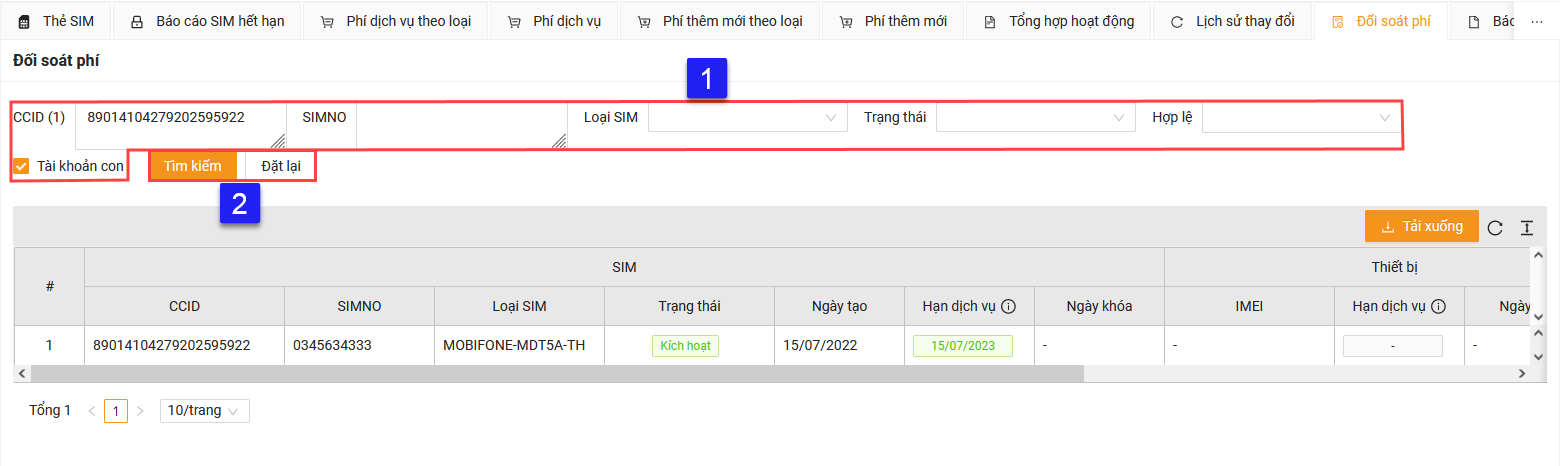 Thẻ SIM Báo cáo SIM hết hạn Phí dịch vụ theo loại Phí dịch vụ Phí thêm mới theo loại Phí thêm mới Tổng hợp hoạt động Lịch sử thay đổi Đối soát phí Bác ...
Đối soát phí
1
CCID (1) 89014104279202595922 SIMNO Loại SIM Trạng thái Hợp lệ
Tài khoản con Tìm kiếm Đặt lại
2
Tải xuống
SIM Thiết bị
# CCID SIMNO Loại SIM Trạng thái Ngày tạo Hạn dịch vụ Ngày khóa IMEI Hạn dịch vụ Ngày
1 89014104279202595922 0345634333 MOBIFONE-MDT5A-TH Kích hoạt 15/07/2022 15/07/2023 - - - -
Tổng 1 < 1 > 10/trang